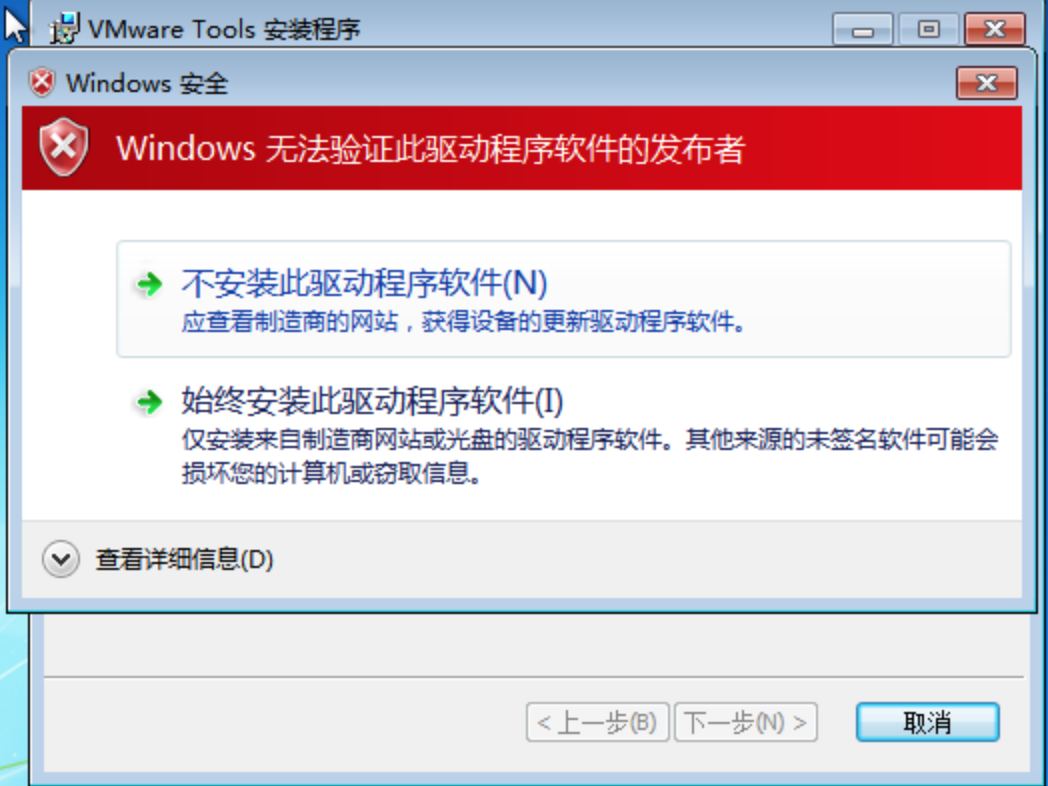 VMware Tools 安装程序
Windows 安全
Windows 无法验证此驱动程序软件的发布者
不安装此驱动程序软件(N)
应查看制造商的网站，获得设备的更新驱动程序软件。
始终安装此驱动程序软件(I)
仅安装来自制造商网站或光盘的驱动程序软件。其他来源的未签名软件可能会
损坏您的计算机或窃取信息。
查看详细信息(D)
< 上一步(B) 下一步(N) > 取消